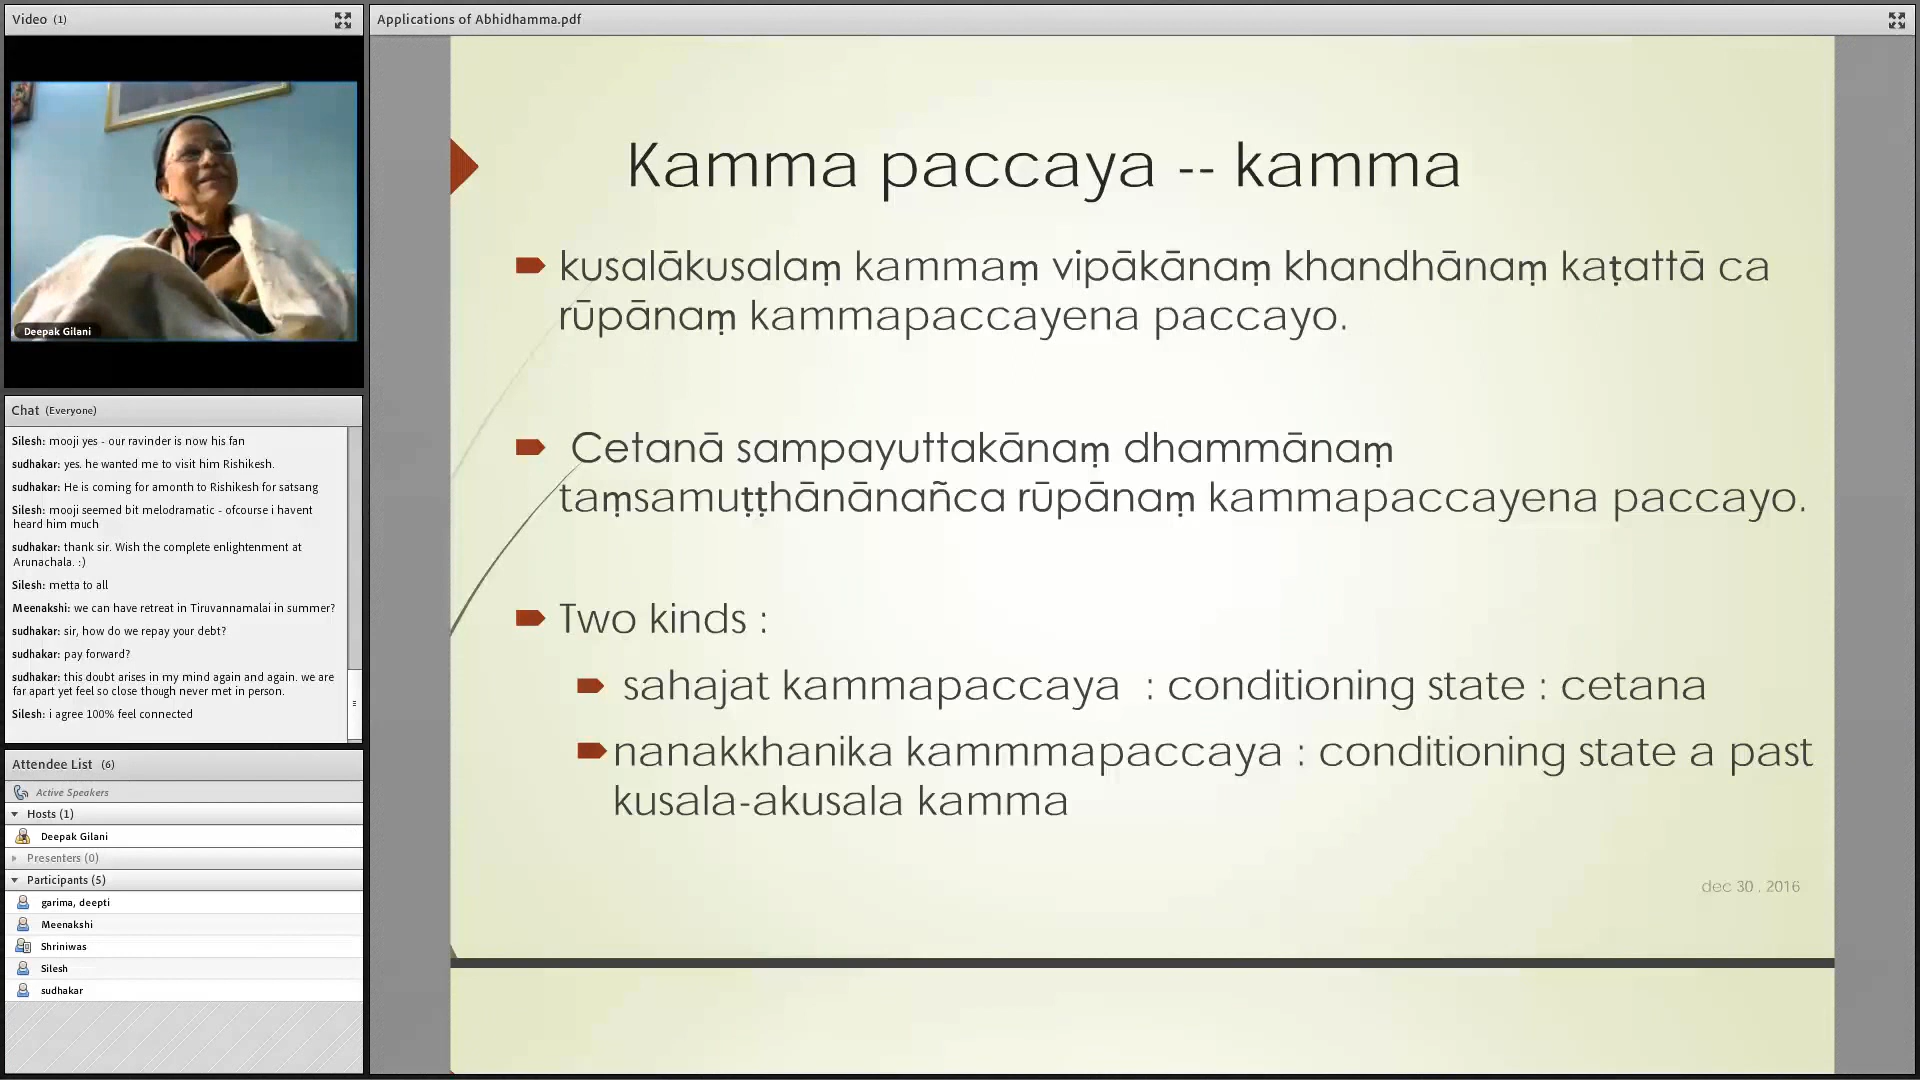 Video (1)
Deepak Gilani
Chat (Everyone)
Silesh: mooji yes - our ravinder is now his fan
sudhakar: yes. he wanted me to visit him Rishikesh.
sudhakar: He is coming for amonth to Rishikesh for satsang
Silesh: mooji seemed bit melodramatic - ofcourse i havent
heard him much
sudhakar: thank sir. Wish the complete enlightenment at
Arunachala. :)
Silesh: metta to all
Meenakshi: we can have retreat in Tiruvannamalai in summer?
sudhakar: sir, how do we repay your debt?
sudhakar: pay forward?
sudhakar: this doubt arises in my mind again and again. we are
far apart yet feel so close though never met in person.
Silesh: i agree 100% feel connected
Attendee List (6)
Active Speakers
Hosts (1)
Deepak Gilani
Presenters (0)
Participants (5)
garima, deepti
Meenakshi
Shriniwas
Silesh
sudhakar
Applications of Abhidhamma.pdf
Kamma paccaya -- kamma
kusalākusalaṃ kammaṃ vipākānaṃ khandhānaṃ kaṭattā ca
rūpānaṃ kammapaccayena paccayo.
Cetanā sampayuttakānaṃ dhammānaṃ
taṃsamuṭṭhānānañca rūpānaṃ kammapaccayena paccayo.
Two kinds :
sahajat kammapaccaya : conditioning state : cetana
nanakkhanika kammmapaccaya : conditioning state a past
kusala-akusala kamma
dec 30 , 2016